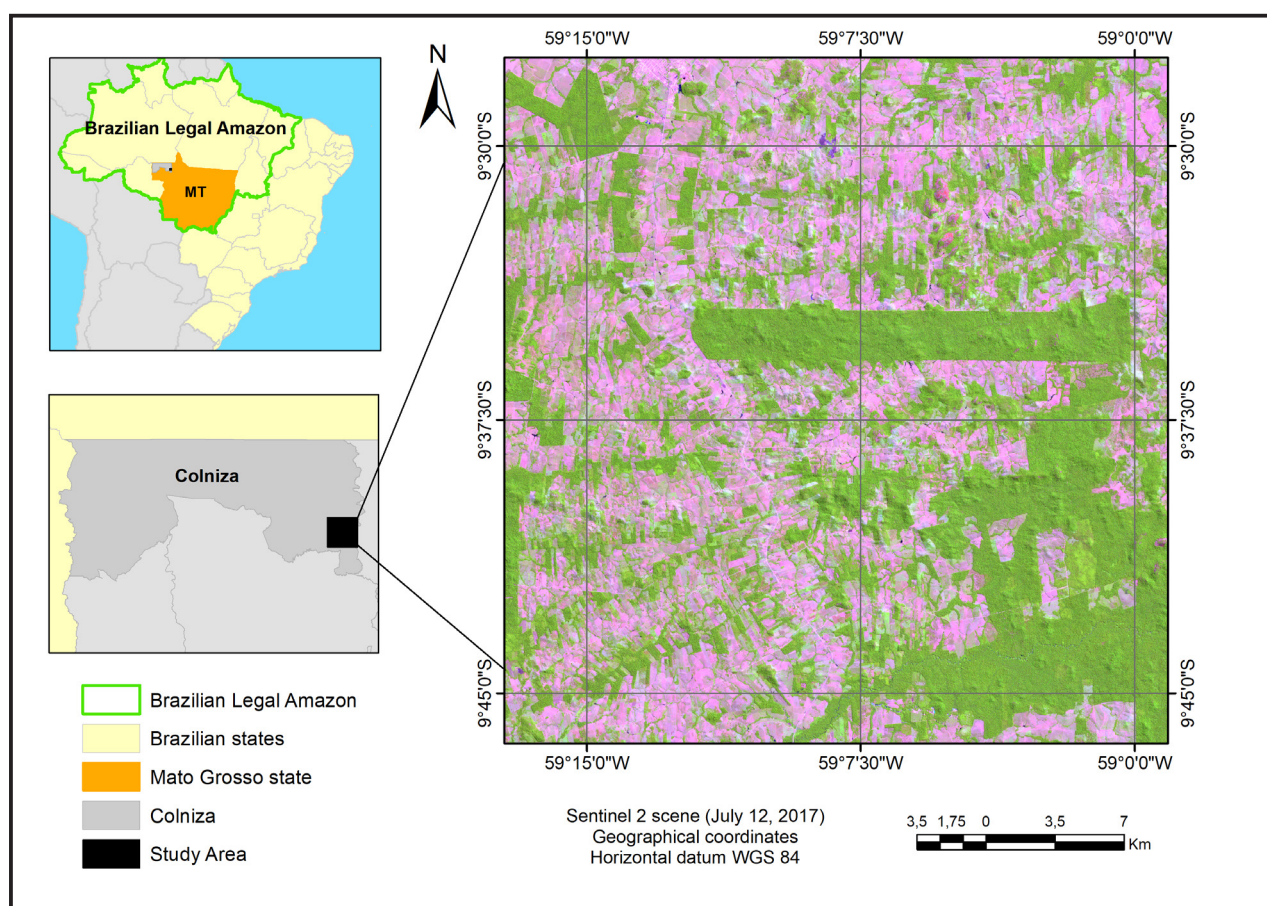 N
59°15'0"W 59°7'30"W 59°0'0"W
Brazilian Legal Amazon
MT
9°30'0"S 9°30'0"S
9°37'30"S 9°37'30"S
Colniza
9°45'0"S 9°45'0"S
59°15'0"W 59°7'30"W 59°0'0"W
Brazilian Legal Amazon
Brazilian states
Mato Grosso state
Colniza
Study Area
Sentinel 2 scene (July 12, 2017)
Geographical coordinates
Horizontal datum WGS 84
3,5 1,75 0 3,5 7
Km